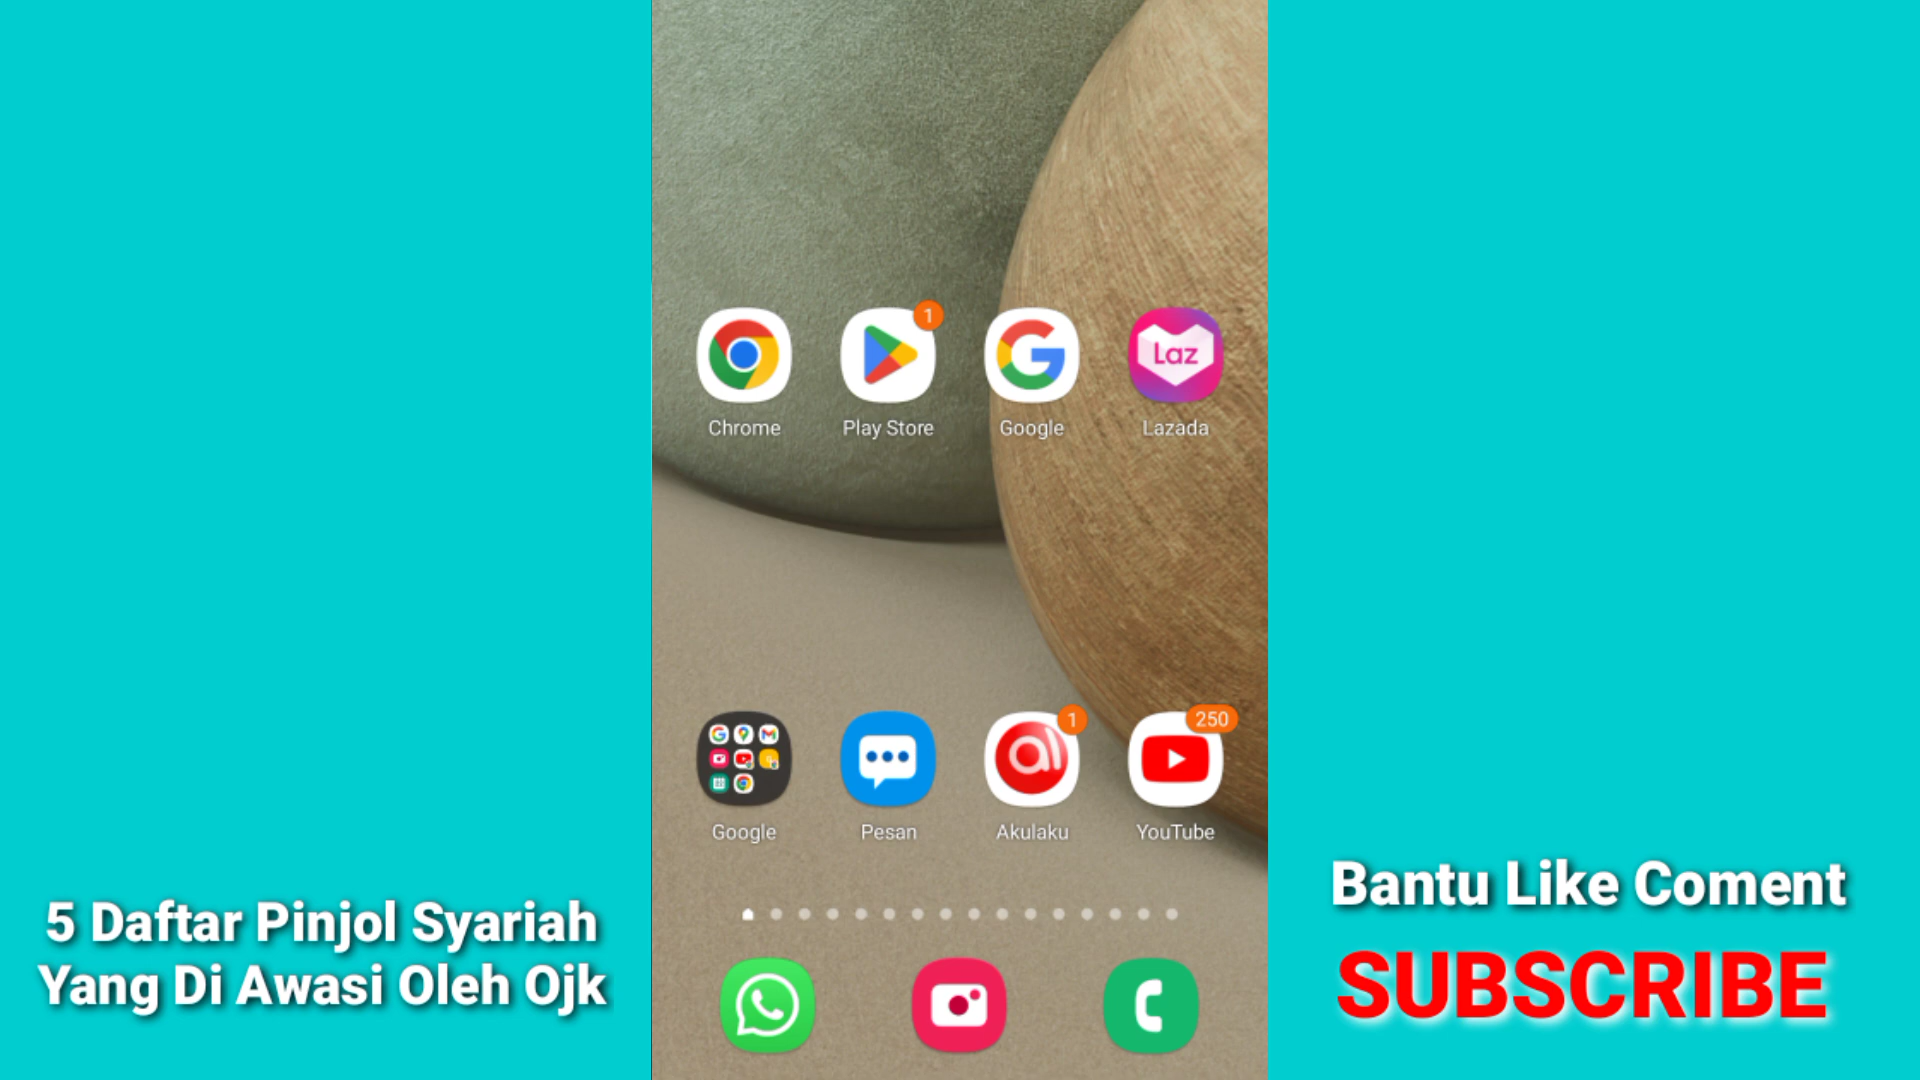 1
Laz
Chrome
Play Store
Google
Lazada
1
250
Google
Pesan
Akulaku
YouTube
5 Daftar Pinjol Syariah
Yang Di Awasi Oleh Ojk
Bantu Like Coment
SUBSCRIBE